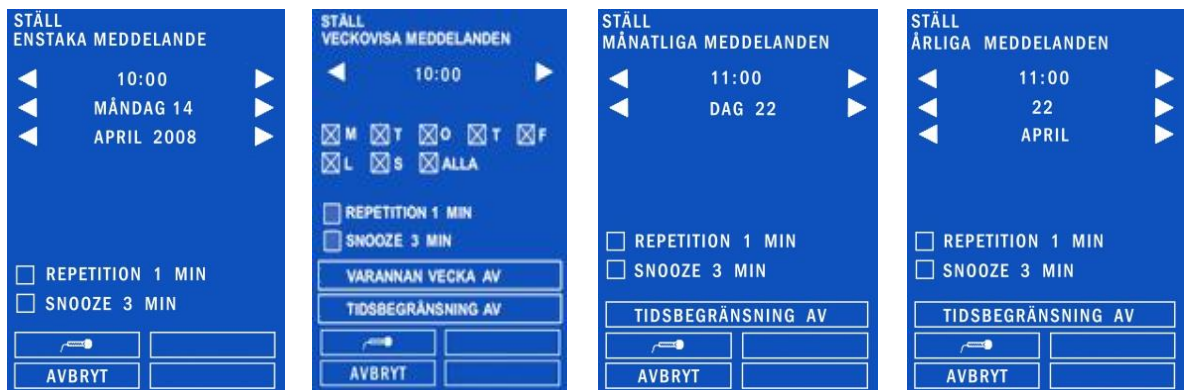 STÄLL
ENSTAKA MEDDELANDE
10:00
MÅNDAG 14
APRIL 2008
REPETITION 1 MIN
SNOOZE 3 MIN
AVBRYT
STÄLL
VECKOVISA MEDDELANDEN
10:00
M T O T F
L S ALLA
REPETITION 1 MIN
SNOOZE 3 MIN
VARANNAN VECKA AV
TIDSBEGRÄNSNING AV
AVBRYT
STÄLL
MÅNATLIGA MEDDELANDEN
11:00
DAG 22
REPETITION 1 MIN
SNOOZE 3 MIN
TIDSBEGRÄNSNING AV
AVBRYT
STÄLL
ÅRLIGA MEDDELANDEN
11:00
22
APRIL
REPETITION 1 MIN
SNOOZE 3 MIN
TIDSBEGRÄNSNING AV
AVBRYT